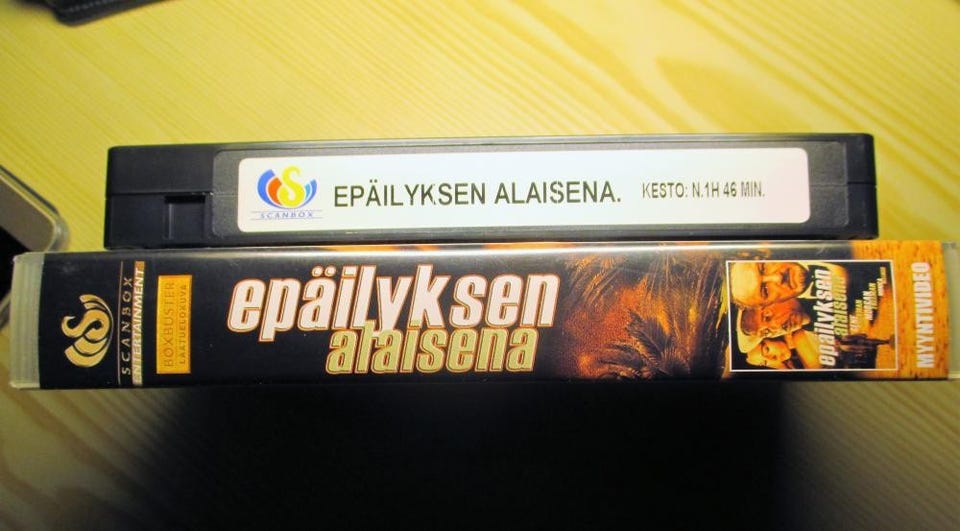 SCANBOX
EPÄILYKSEN ALAISENA. KESTO: N.1H 46 MIN.
SCANBOX
ENTERTAINMENT
BOXBUSTER
LAATUELOKUVA
epäilyksen
alaisena
epäilyksen
alaisena
MYYNTIVIDEO